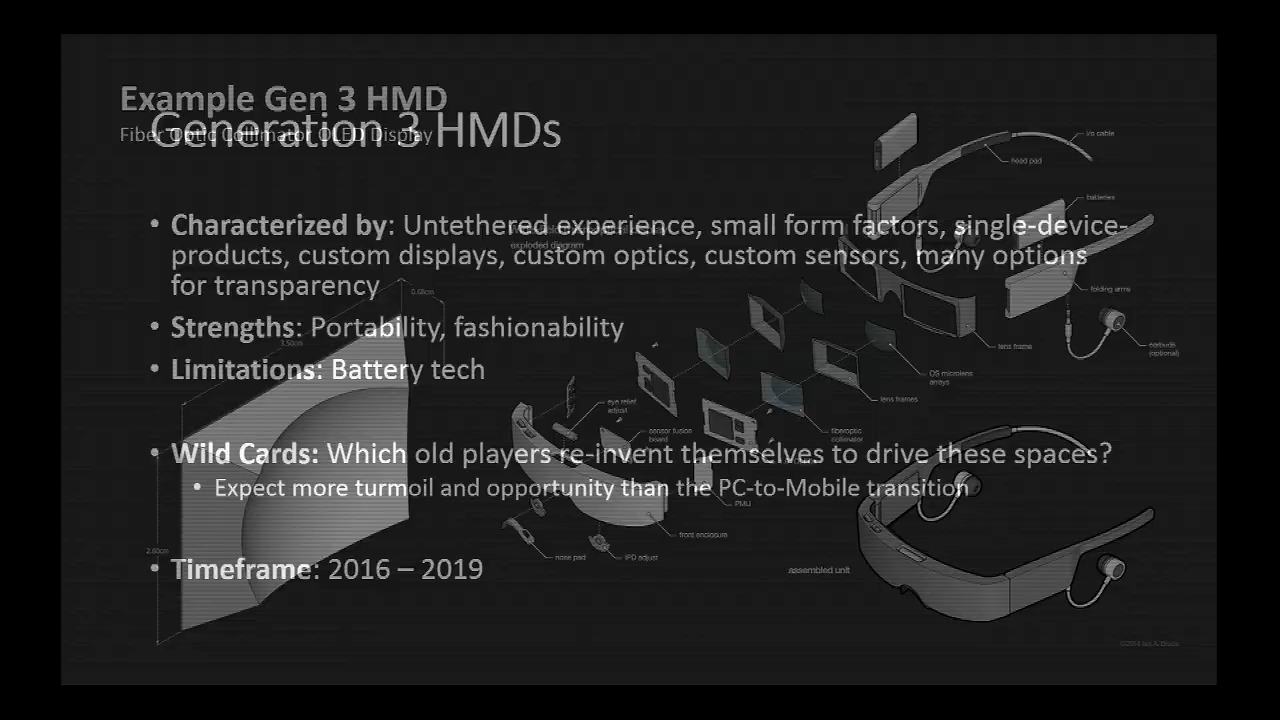 Example Gen 3 HMD
Generation 3 HMDs
Fiber Optic Collimator OLED Display
i/o cable
head pad
batteries
• Characterized by: Untethered experience, small form factors, single-device-
products, custom displays, custom optics, custom sensors, many options
for transparency
exploded diagram
folding arms
0.68cm
3.50cm
• Strengths: Portability, fashionability
lens frame
earbuds
(optional)
• Limitations: Battery tech
OS microlens
arrays
lens frames
eye relief
adjust
sensor fusion
board
fiberoptic
collimator
• Wild Cards: Which old players re-invent themselves to drive these spaces?
• Expect more turmoil and opportunity than the PC-to-Mobile transition
PMU
front enclosure
2.60cm
nose pad
IPD adjust
assembled unit
• Timeframe: 2016 – 2019